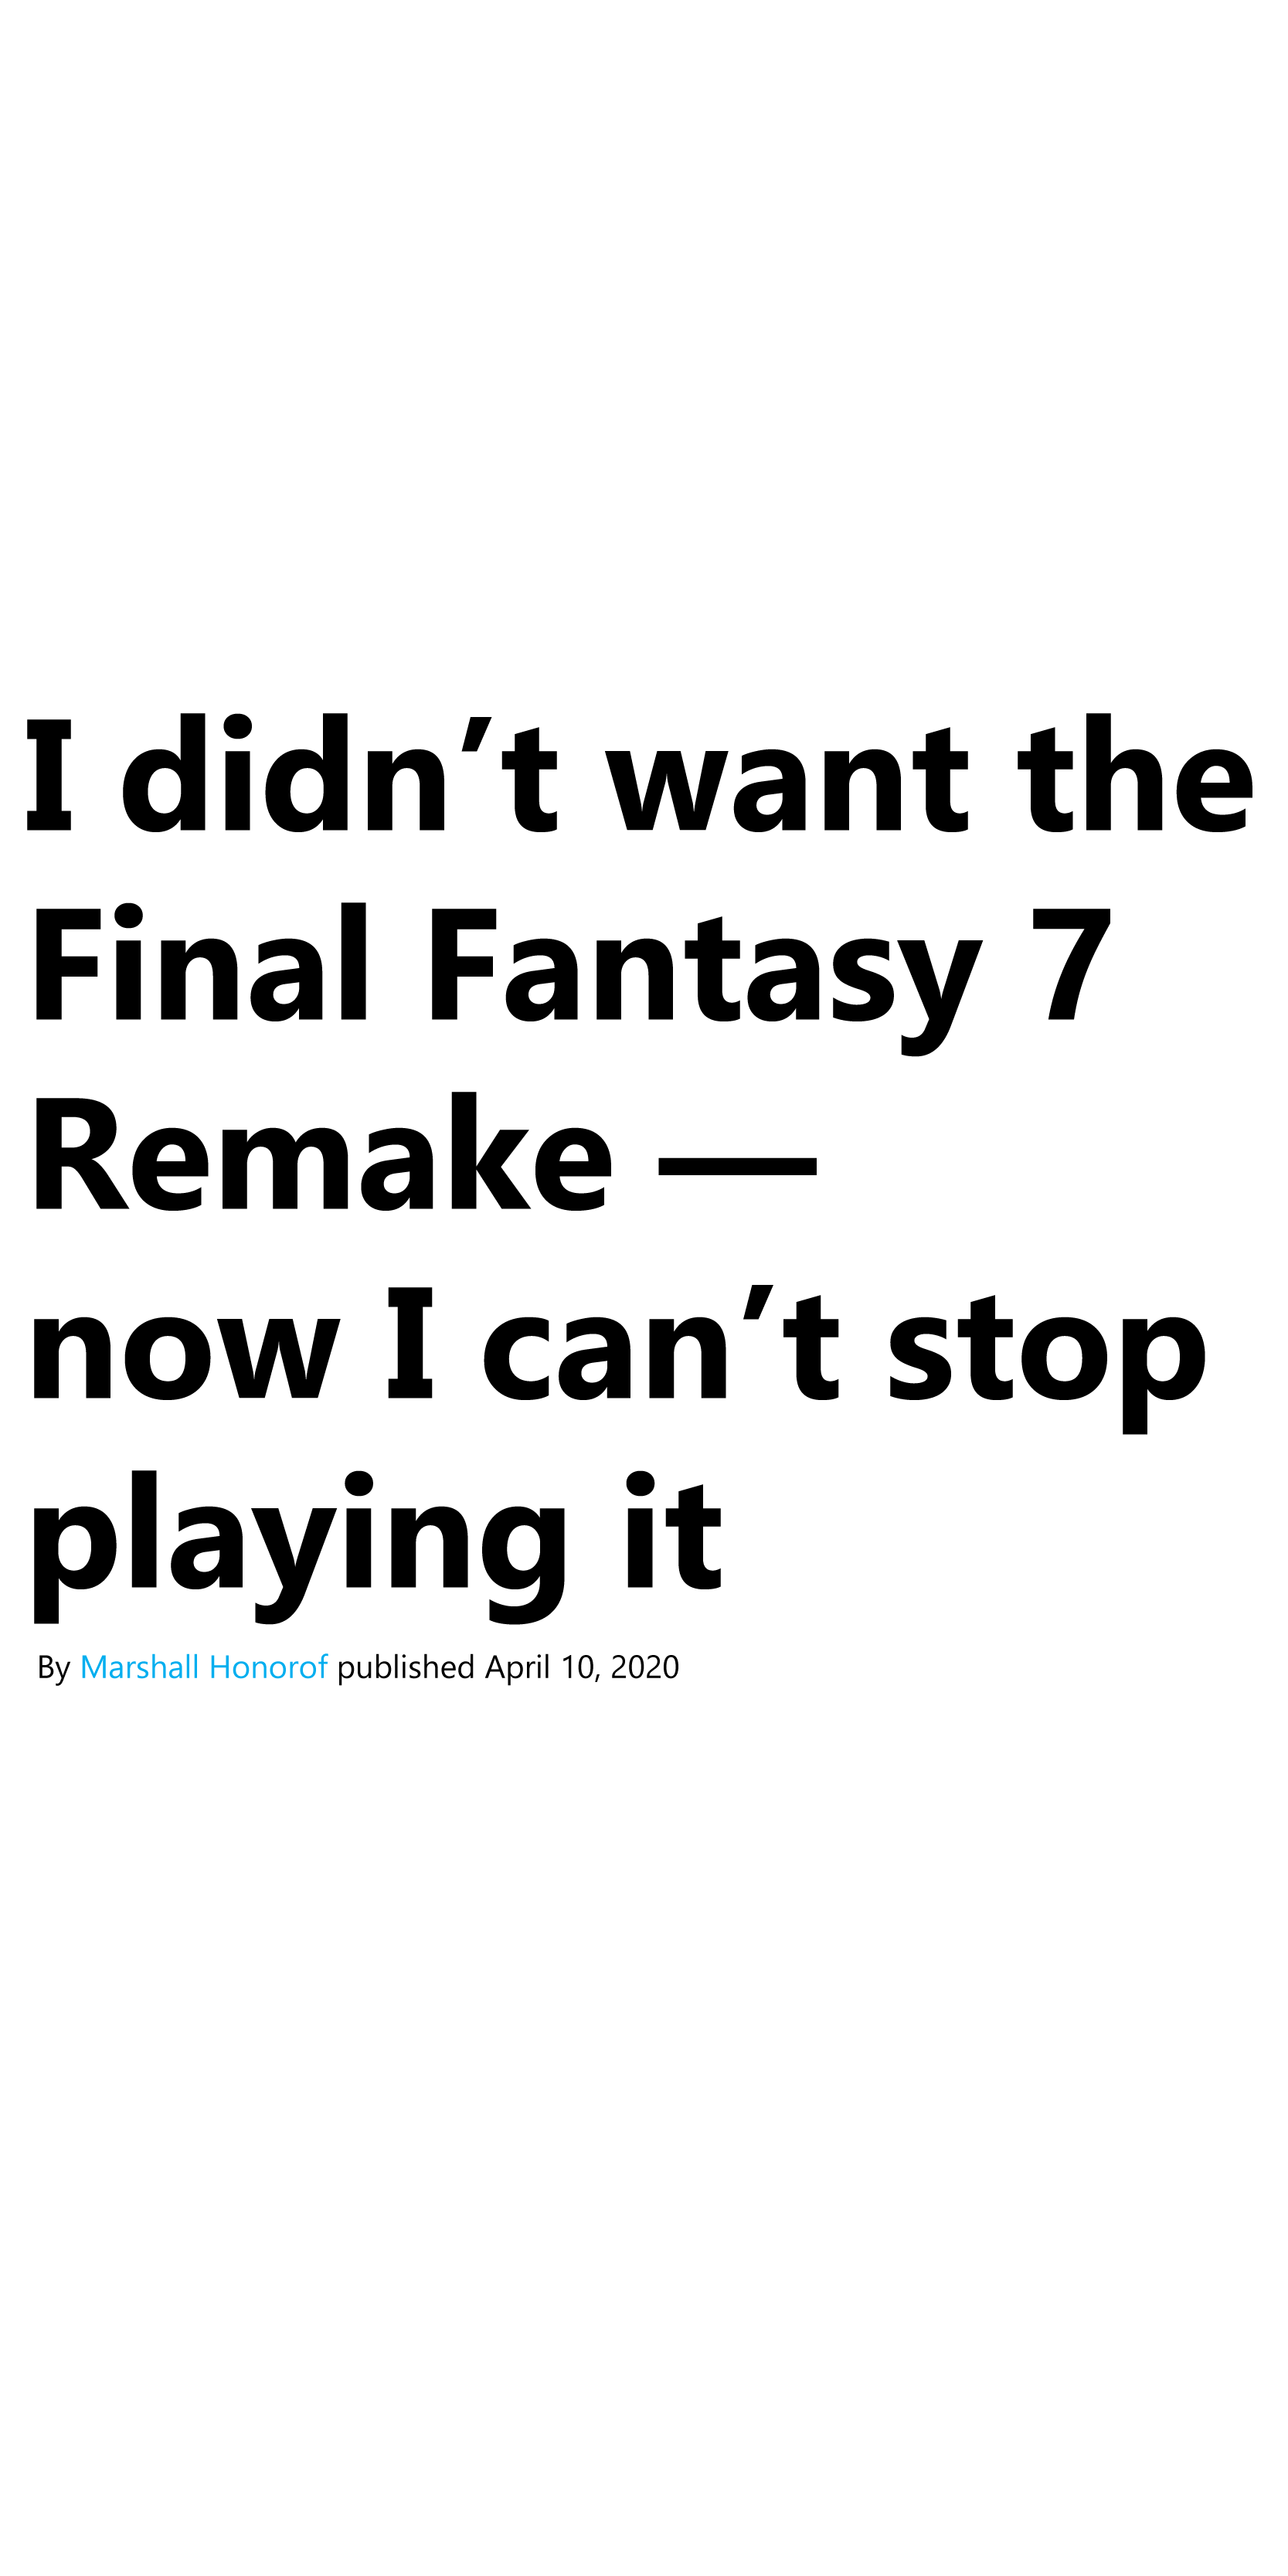 I didn’t want the
Final Fantasy 7
Remake —
now I can’t stop
playing it
By Marshall Honorof published April 10, 2020